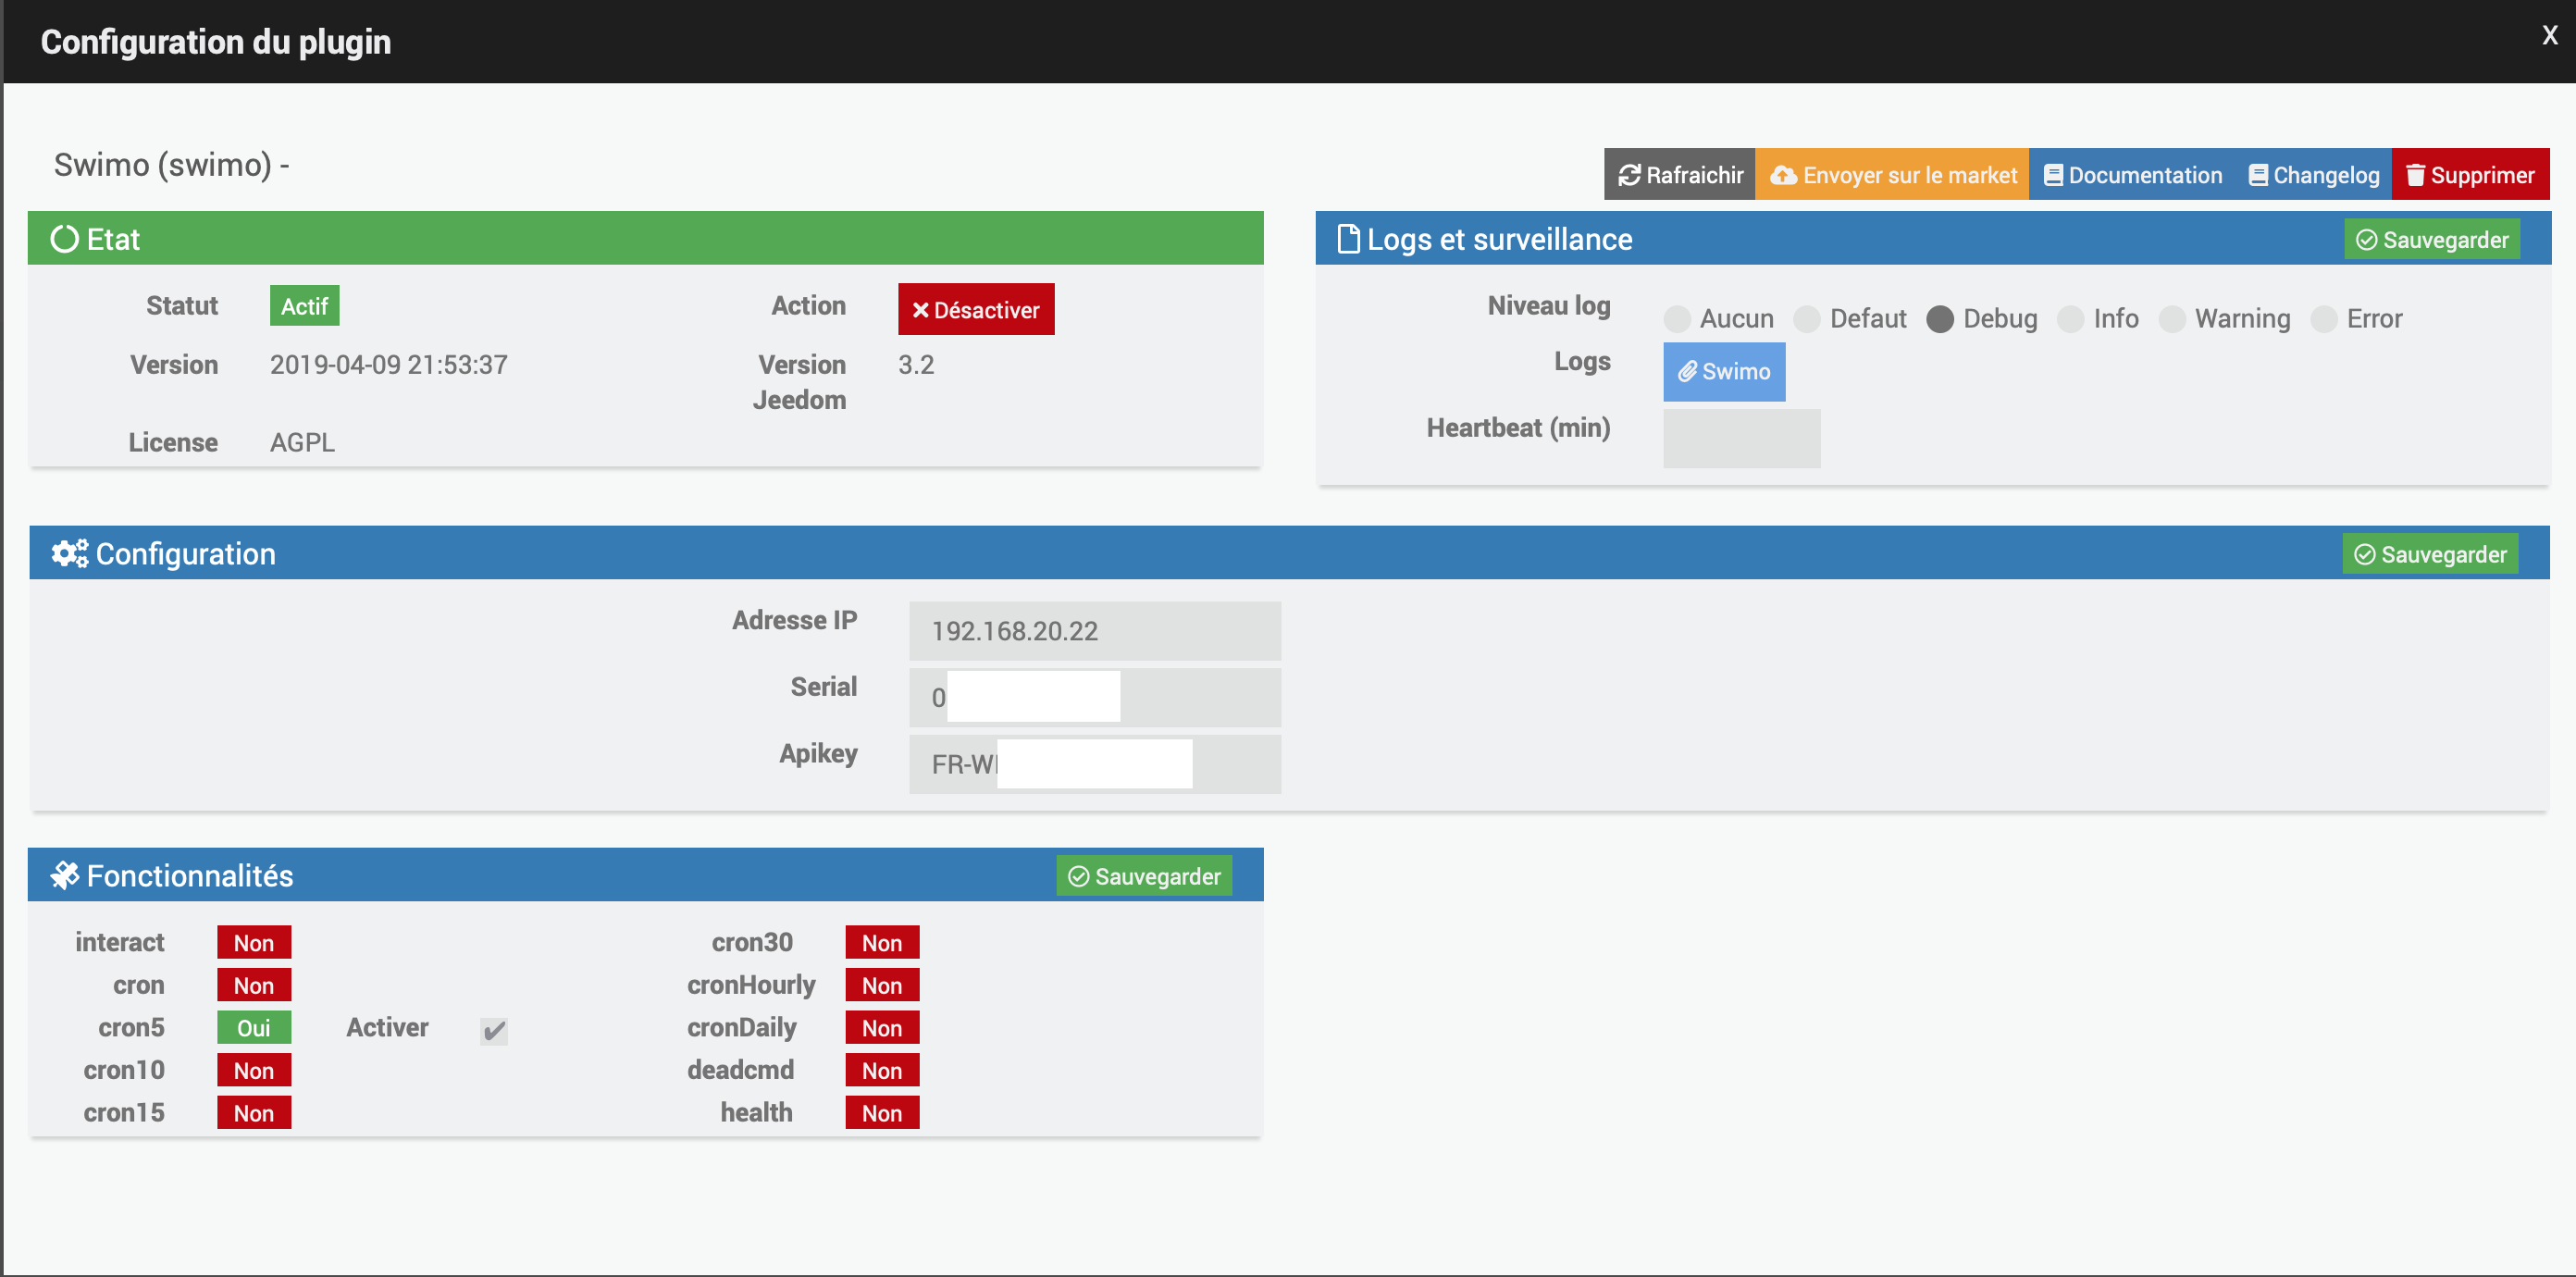 Configuration du plugin
X
Swimo (swimo) -
Rafraichir Envoyer sur le market Documentation Changelog Supprimer
Etat
Statut Actif Action Désactiver
Version 2019-04-09 21:53:37 Version Jeedom 3.2
License AGPL
Logs et surveillance Sauvegarder
Niveau log Aucun Defaut Debug Info Warning Error
Logs Swimo
Heartbeat (min)
Configuration Sauvegarder
Adresse IP 192.168.20.22
Serial 0
Apikey FR-W
Fonctionnalités Sauvegarder
interact Non cron30 Non
cron Non cronHourly Non
cron5 Oui Activer cronDaily Non
cron10 Non deadcmd Non
cron15 Non health Non